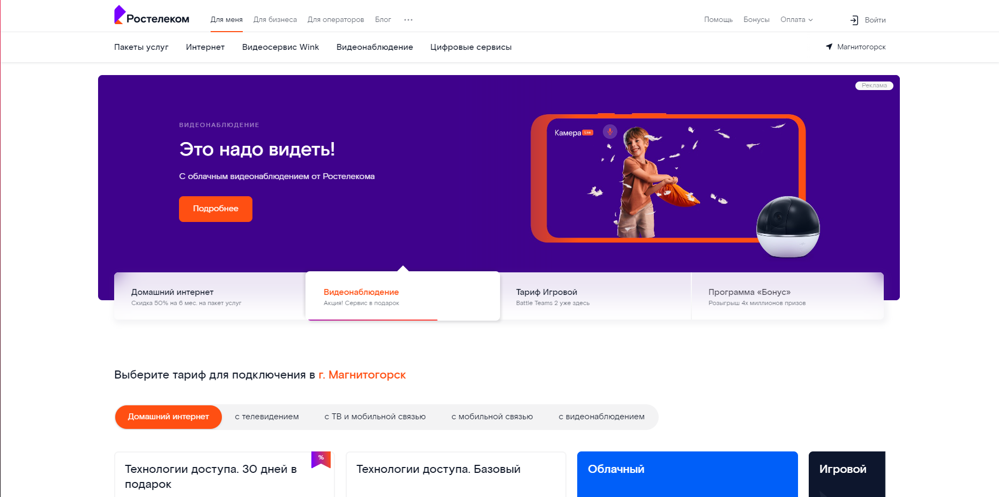 Ростелеком
Для меня
Для бизнеса
Для операторов
Блог
Помощь
Бонусы
Оплата
Войти
Пакеты услуг
Интернет
Видеосервис Wink
Видеонаблюдение
Цифровые сервисы
Магнитогорск
Реклама
ВИДЕОНАБЛЮДЕНИЕ
Это надо видеть!
С облачным видеонаблюдением от Ростелекома
Подробнее
Камера Live
Домашний интернет
Скидка 50% на 6 мес. на пакет услуг
Видеонаблюдение
Акция! Сервис в подарок
Тариф Игровой
Battle Teams 2 уже здесь
Программа «Бонус»
Розыгрыш 4х миллионов призов
Выберите тариф для подключения в г. Магнитогорск
Домашний интернет
с телевидением
с ТВ и мобильной связью
с мобильной связью
с видеонаблюдением
Технологии доступа. 30 дней в
подарок
%
Технологии доступа. Базовый
Облачный
Игровой